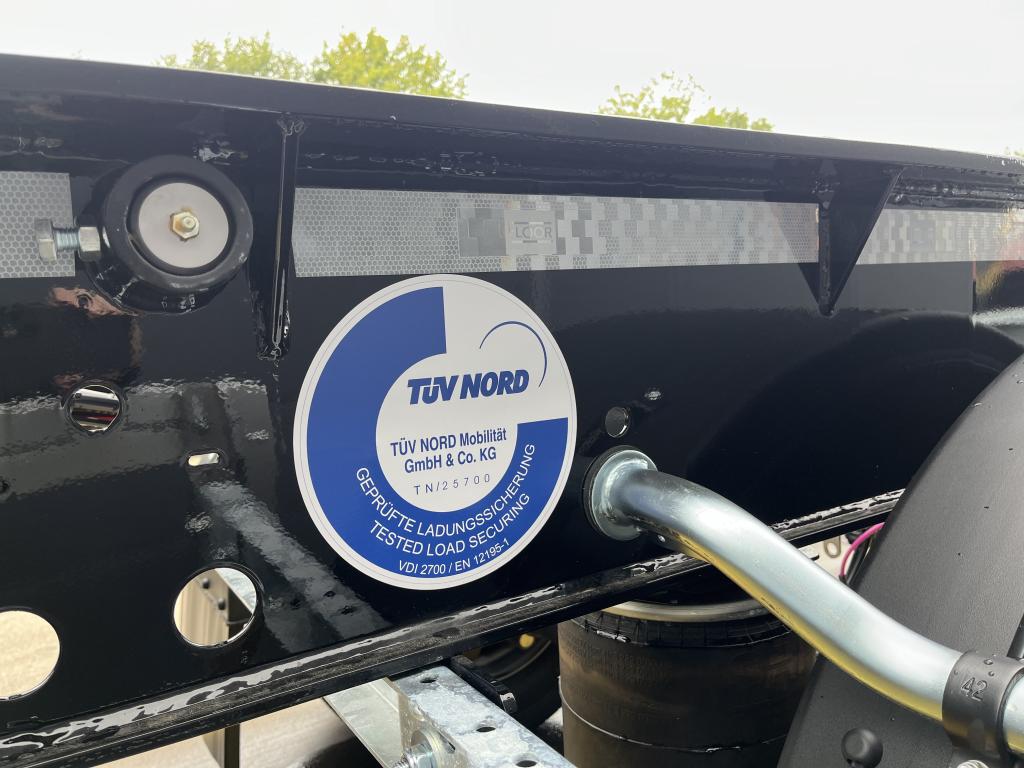 LOOR
TÜV NORD
TÜV NORD Mobilität
GmbH & Co. KG
TN/25700
GEPRÜFTE LADUNGSSICHERUNG
TESTED LOAD SECURING
VDI 2700 / EN 12195-1
42